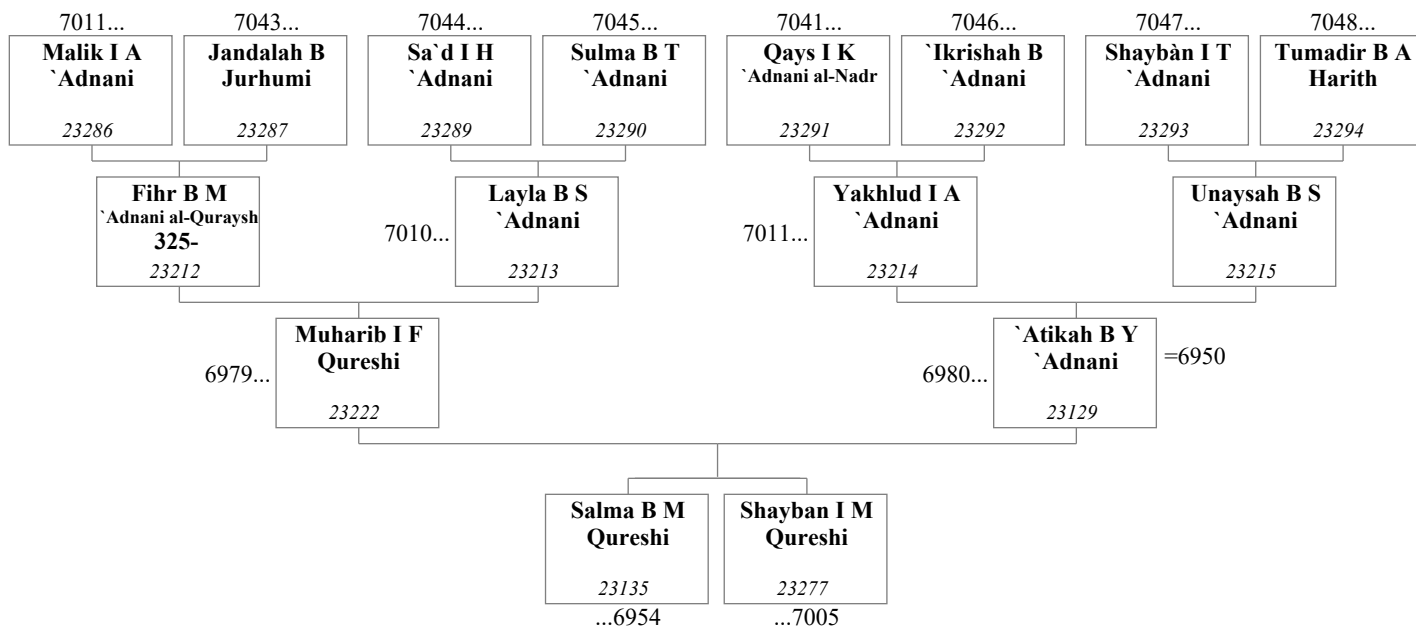 7011... 7043... 7044... 7045... 7041... 7046... 7047... 7048...
Malik I A Jandalah B Sa`d I H Sulma B T Qays I K `Ikrishah B Shaybàn I T Tumadir B A
`Adnani Jurhumi `Adnani `Adnani `Adnani al-Nadr `Adnani `Adnani Harith
23286 23287 23289 23290 23291 23292 23293 23294
Fihr B M Layla B S Yakhlud I A Unaysah B S
`Adnani al-Quraysh `Adnani `Adnani `Adnani
325- 7010... 7011...
23212 23213 23214 23215
Muharib I F `Atikah B Y
Qureshi `Adnani =6950
6979... 6980...
23222 23129
Salma B M Shayban I M
Qureshi Qureshi
23135 23277
...6954 ...7005